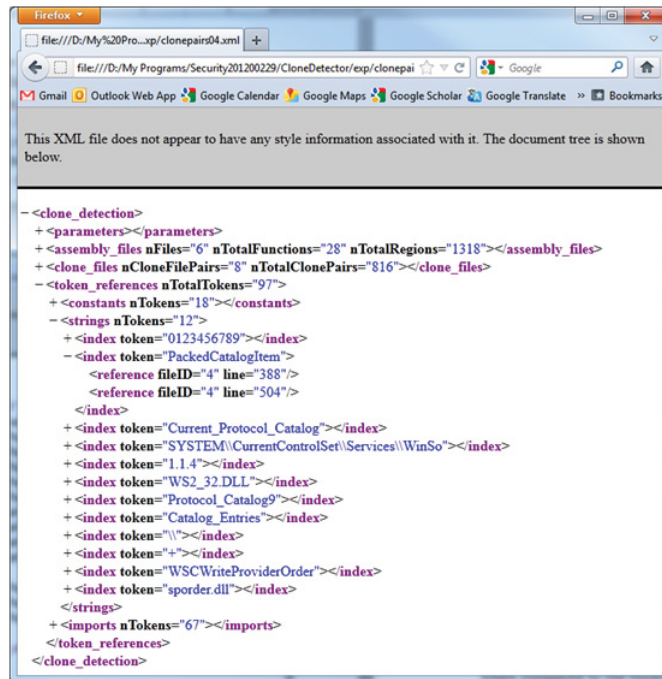 Firefox
file:///D:/My%20Pro...xp/clonepairs04.xml +
file:///D:/My Programs/Security201200229/CloneDetector/exp/clonepai Google
Gmail Outlook Web App Google Calendar Google Maps Google Scholar Google Translate » Bookmarks
This XML file does not appear to have any style information associated with it. The document tree is shown
below.
− <clone_detection>
+ <parameters></parameters>
+ <assembly_files nFiles="6" nTotalFunctions="28" nTotalRegions="1318"></assembly_files>
+ <clone_files nCloneFilePairs="8" nTotalClonePairs="816"></clone_files>
− <token_references nTotalTokens="97">
+ <constants nTokens="18"></constants>
− <strings nTokens="12">
+ <index token="0123456789"></index>
− <index token="PackedCatalogItem">
<reference fileID="4" line="388"/>
<reference fileID="4" line="504"/>
</index>
+ <index token="Current_Protocol_Catalog"></index>
+ <index token="SYSTEM\\CurrentControlSet\\Services\\WinSo"></index>
+ <index token="1.1.4"></index>
+ <index token="WS2_32.DLL"></index>
+ <index token="Protocol_Catalog9"></index>
+ <index token="Catalog_Entries"></index>
+ <index token="\\"></index>
+ <index token="+"></index>
+ <index token="WSCWriteProviderOrder"></index>
+ <index token="sporder.dll"></index>
</strings>
+ <imports nTokens="67"></imports>
</token_references>
</clone_detection>